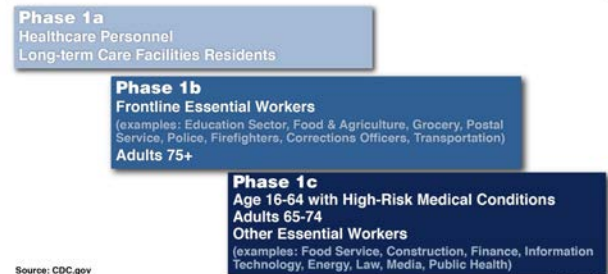 Phase 1a
Healthcare Personnel
Long-term Care Facilities Residents
Phase 1b
Frontline Essential Workers
(examples: Education Sector, Food & Agriculture, Grocery, Postal
Service, Police, Firefighters, Corrections Officers, Transportation)
Adults 75+
Phase 1c
Age 16-64 with High-Risk Medical Conditions
Adults 65-74
Other Essential Workers
(examples: Food Service, Construction, Finance, Information
Technology, Energy, Law, Media, Public Health)
Source: CDC.gov